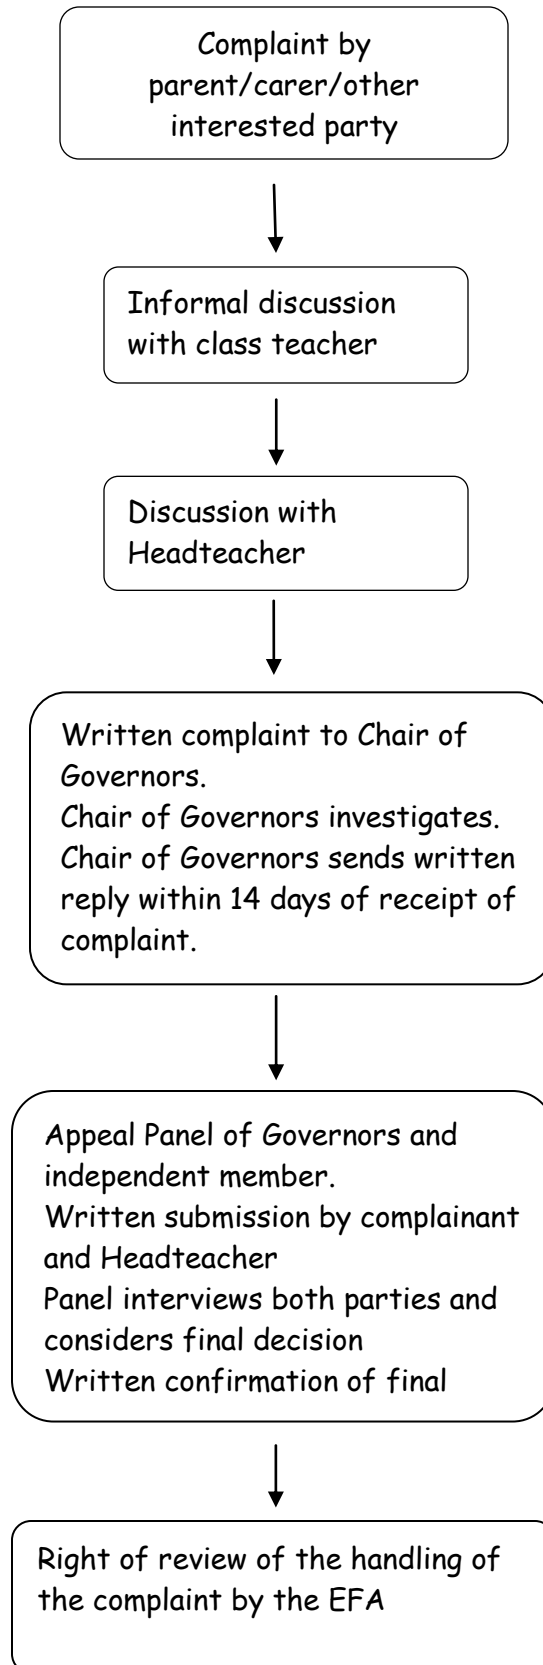 Complaint by
parent/carer/other
interested party
Informal discussion
with class teacher
Discussion with
Headteacher
Written complaint to Chair of
Governors.
Chair of Governors investigates.
Chair of Governors sends written
reply within 14 days of receipt of
complaint.
Appeal Panel of Governors and
independent member.
Written submission by complainant
and Headteacher
Panel interviews both parties and
considers final decision
Written confirmation of final
Right of review of the handling of
the complaint by the EFA